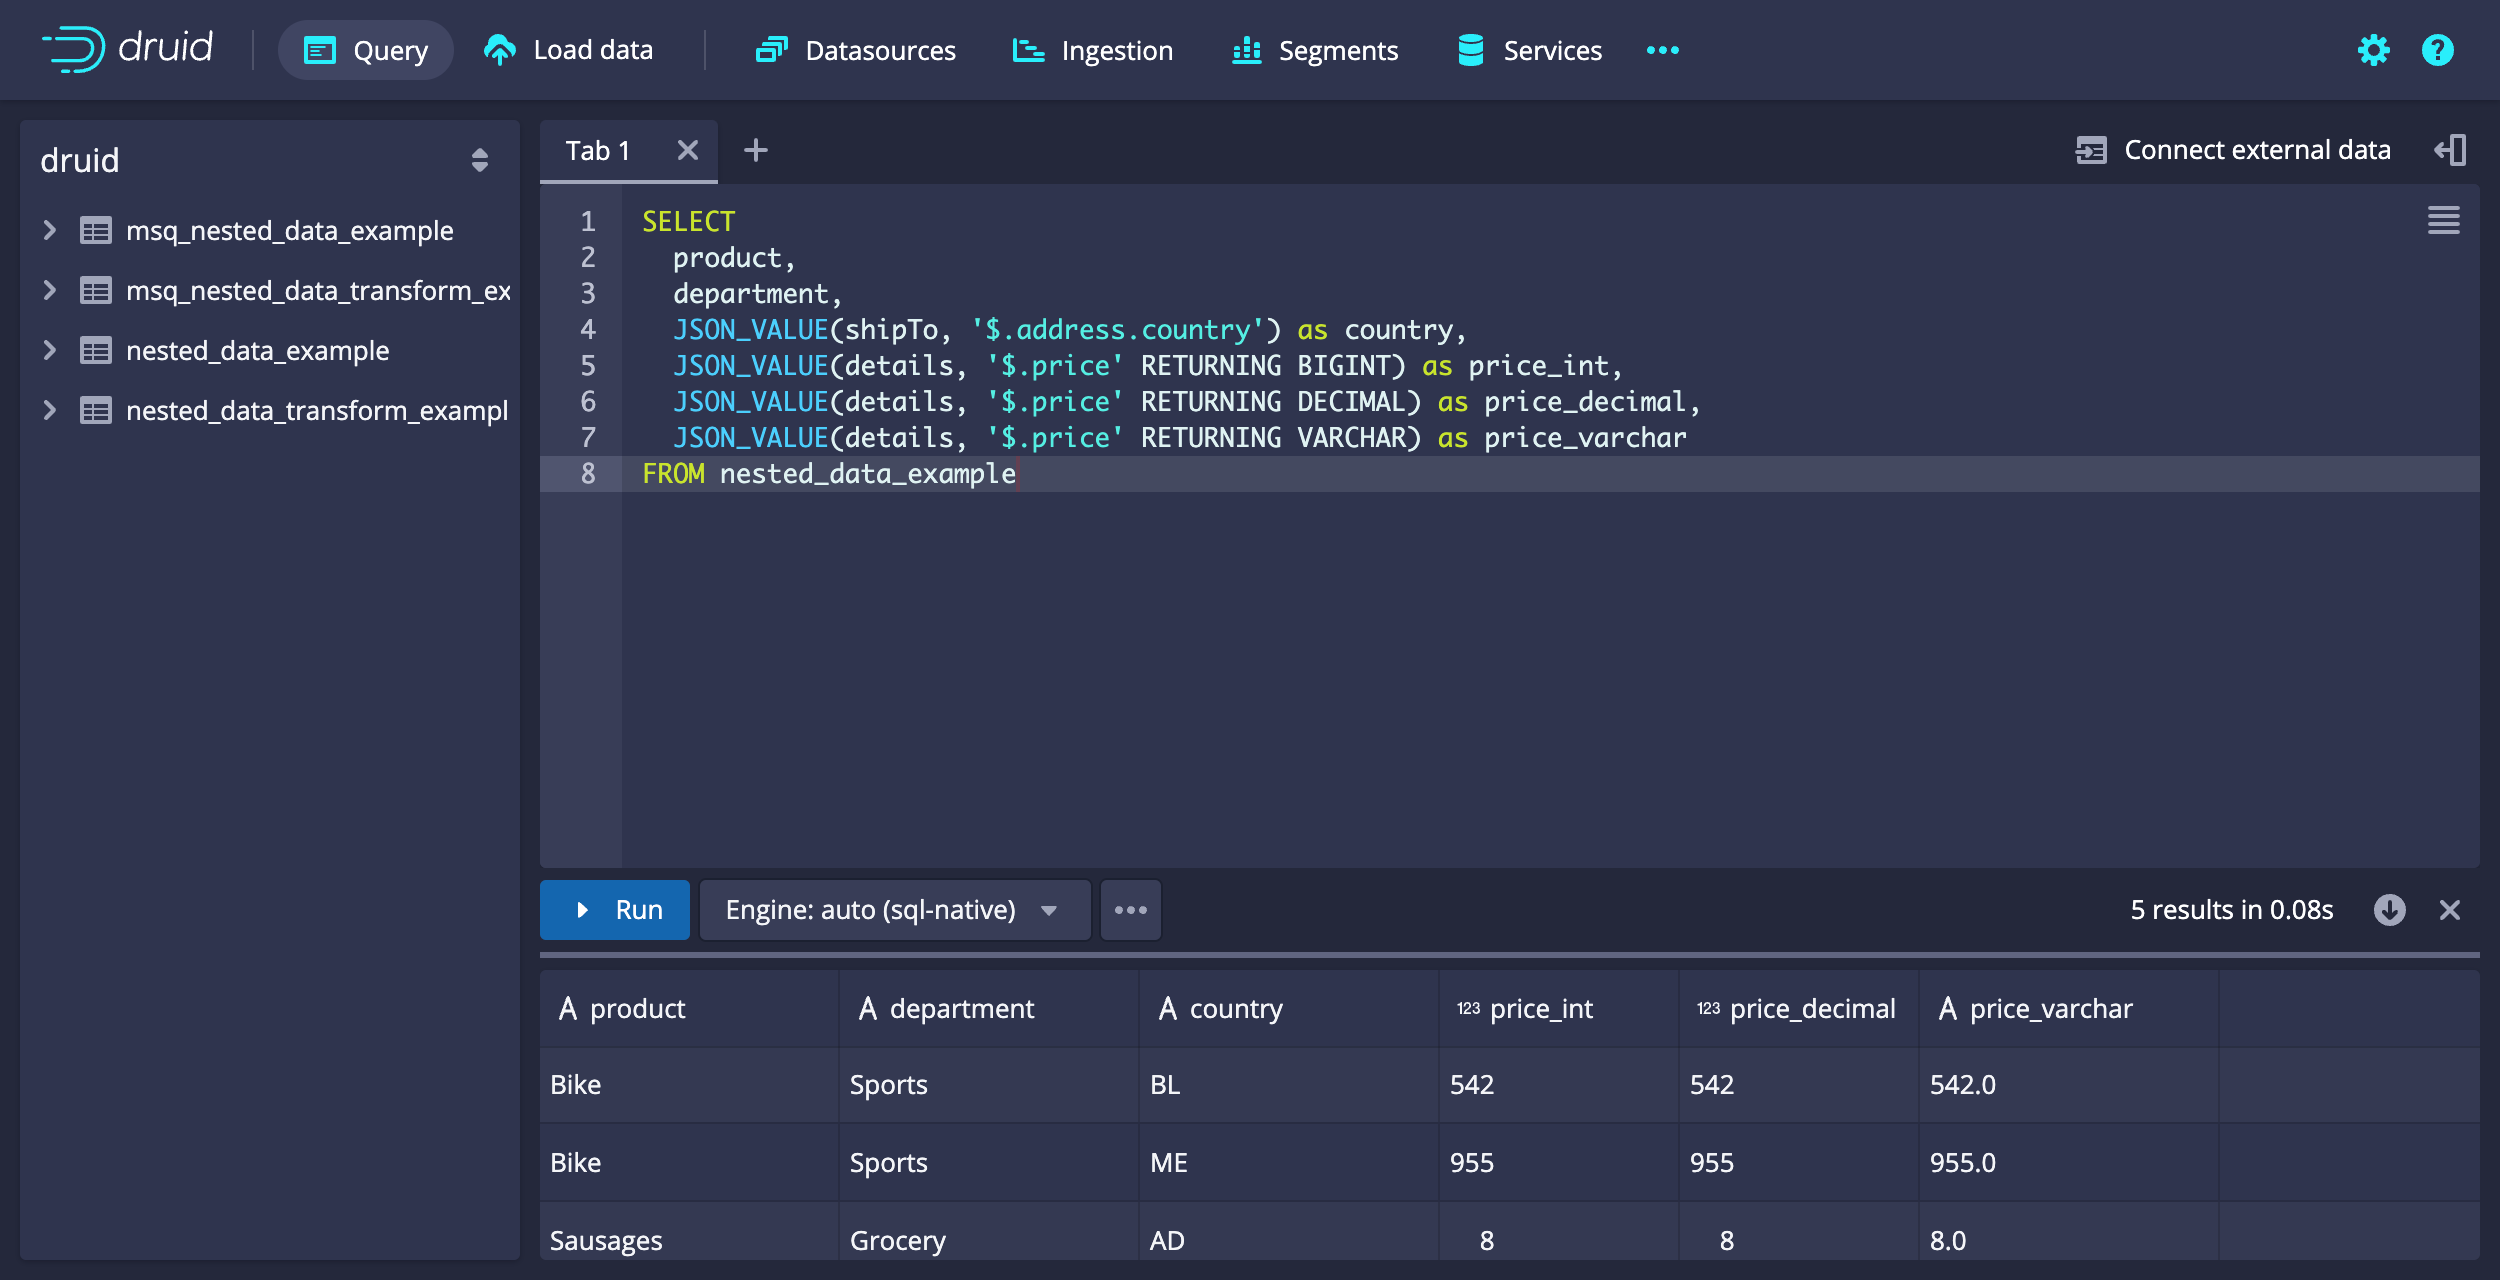 druid
Query
Load data
Datasources
Ingestion
Segments
Services
druid
msq_nested_data_example
msq_nested_data_transform_ex
nested_data_example
nested_data_transform_exampl
Tab 1
Connect external data
1 SELECT
2 product,
3 department,
4 JSON_VALUE(shipTo, '$.address.country') as country,
5 JSON_VALUE(details, '$.price' RETURNING BIGINT) as price_int,
6 JSON_VALUE(details, '$.price' RETURNING DECIMAL) as price_decimal,
7 JSON_VALUE(details, '$.price' RETURNING VARCHAR) as price_varchar
8 FROM nested_data_example
Run
Engine: auto (sql-native)
5 results in 0.08s
A product A department A country 123 price_int 123 price_decimal A price_varchar
Bike Sports BL 542 542 542.0
Bike Sports ME 955 955 955.0
Sausages Grocery AD 8 8 8.0